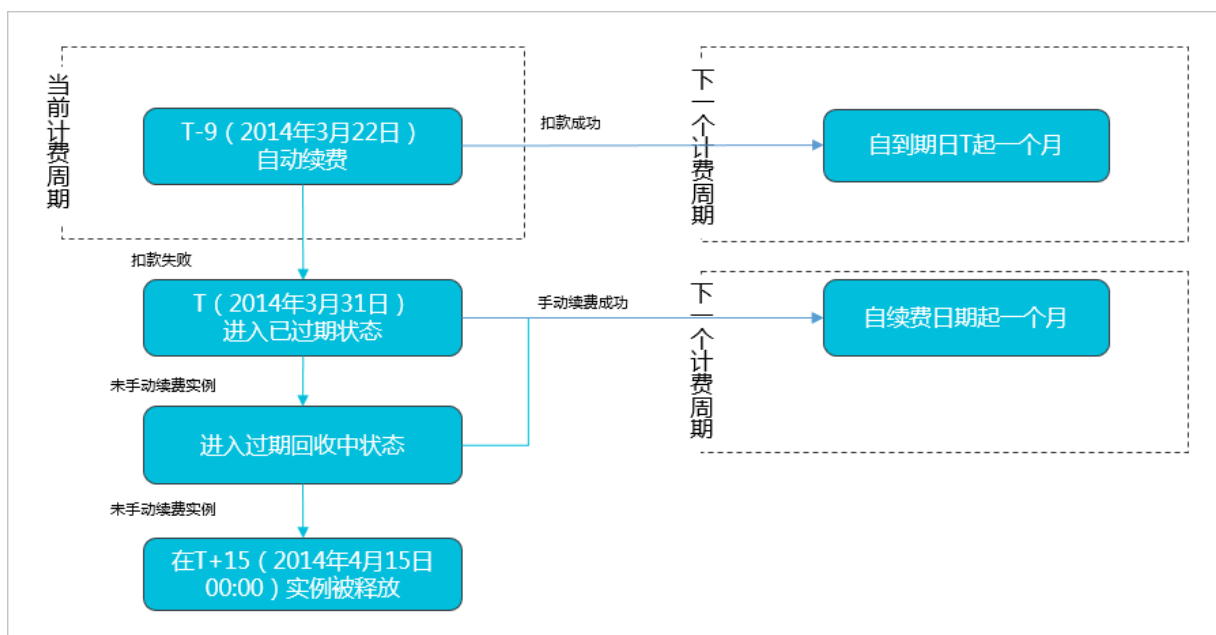 当前计费周期
T-9（2014年3月22日）
自动续费
扣款成功
下一个计费周期
自到期日T起一个月
扣款失败
T（2014年3月31日）
进入已过期状态
手动续费成功
下一个计费周期
自续费日期起一个月
未手动续费实例
进入过期回收中状态
未手动续费实例
在T+15（2014年4月15日
00:00）实例被释放